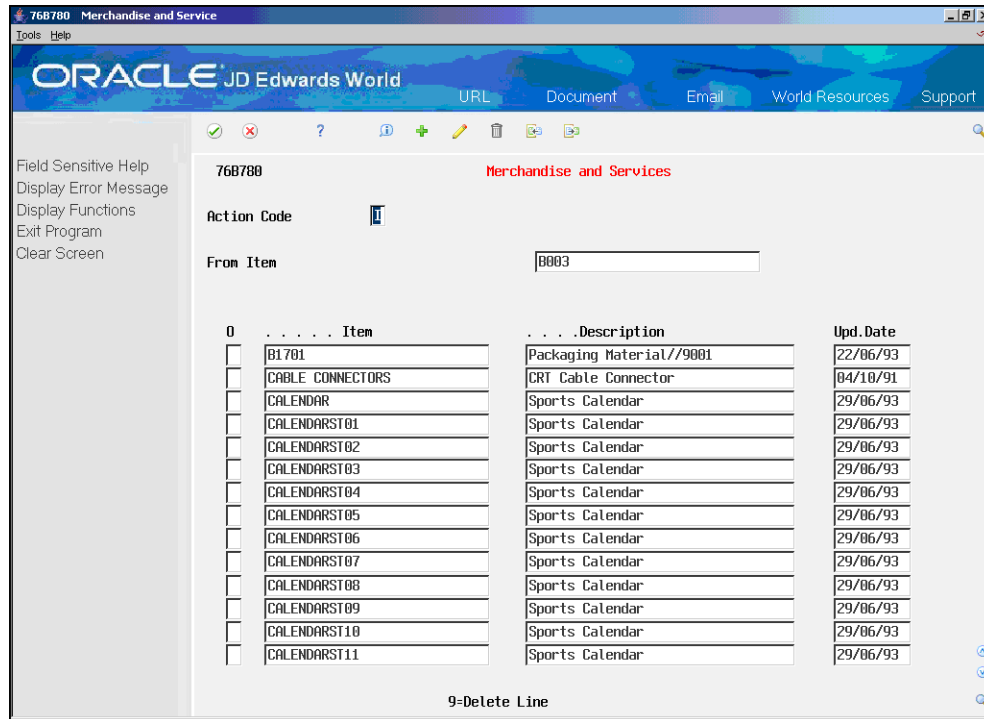 76B780 Merchandise and Service
Tools Help
ORACLE JD Edwards World
URL Document Email World Resources Support
?
Field Sensitive Help
Display Error Message
Display Functions
Exit Program
Clear Screen
76B780 Merchandise and Services
Action Code I
From Item B003
O . . . . . Item . . . .Description Upd.Date
B1701 Packaging Material//9001 22/06/93
CABLE CONNECTORS CRT Cable Connector 04/10/91
CALENDAR Sports Calendar 29/06/93
CALENDARST01 Sports Calendar 29/06/93
CALENDARST02 Sports Calendar 29/06/93
CALENDARST03 Sports Calendar 29/06/93
CALENDARST04 Sports Calendar 29/06/93
CALENDARST05 Sports Calendar 29/06/93
CALENDARST06 Sports Calendar 29/06/93
CALENDARST07 Sports Calendar 29/06/93
CALENDARST08 Sports Calendar 29/06/93
CALENDARST09 Sports Calendar 29/06/93
CALENDARST10 Sports Calendar 29/06/93
CALENDARST11 Sports Calendar 29/06/93
9=Delete Line